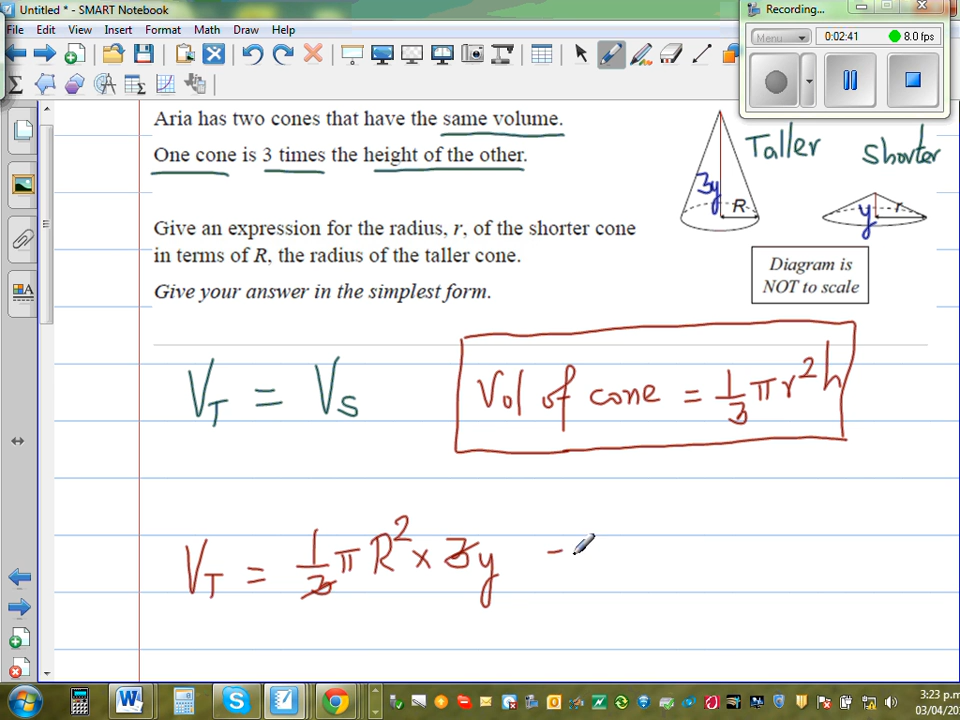 Untitled * - SMART Notebook
File Edit View Insert Format Math Draw Help
Recording...
Menu
0:02:41
8.0 fps
Aria has two cones that have the same volume.
One cone is 3 times the height of the other.
Taller
Shorter
3y
R
y
r
Give an expression for the radius, r, of the shorter cone
in terms of R, the radius of the taller cone.
Give your answer in the simplest form.
Diagram is
NOT to scale
V_T = V_S
Vol of cone = 1/3 π r² h
V_T = 1/3 π R² × 3y -
3:23 p.m
03/04/20